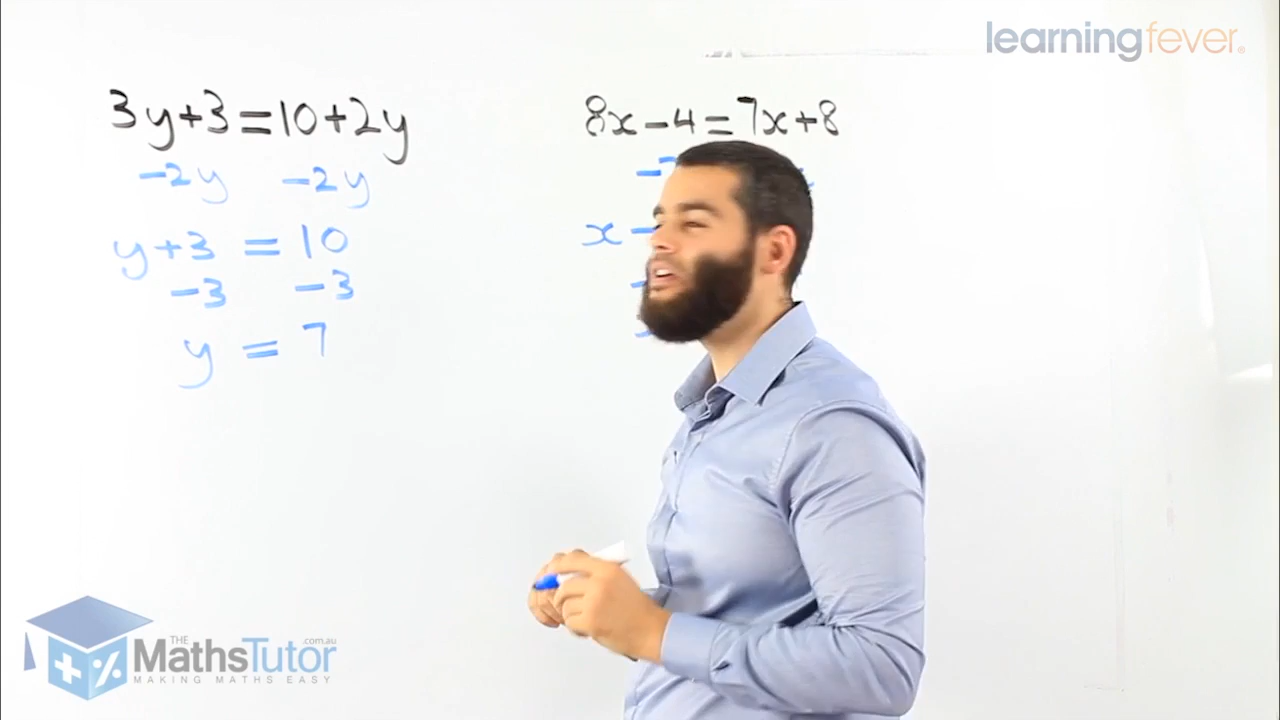 learningfever
3y+3=10+2y
-2y -2y
y+3 = 10
-3 -3
y = 7
8x-4=7x+8
-7
x-
THE
MathsTutor
.com.au
MAKING MATHS EASY